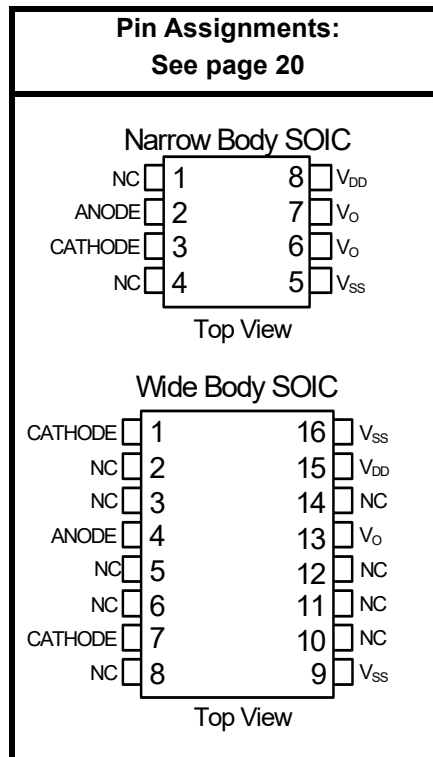 Pin Assignments:
See page 20
Narrow Body SOIC
NC 1 8 VDD
ANODE 2 7 VO
CATHODE 3 6 VO
NC 4 5 VSS
Top View
Wide Body SOIC
CATHODE 1 16 VSS
NC 2 15 VDD
NC 3 14 NC
ANODE 4 13 VO
NC 5 12 NC
NC 6 11 NC
CATHODE 7 10 NC
NC 8 9 VSS
Top View